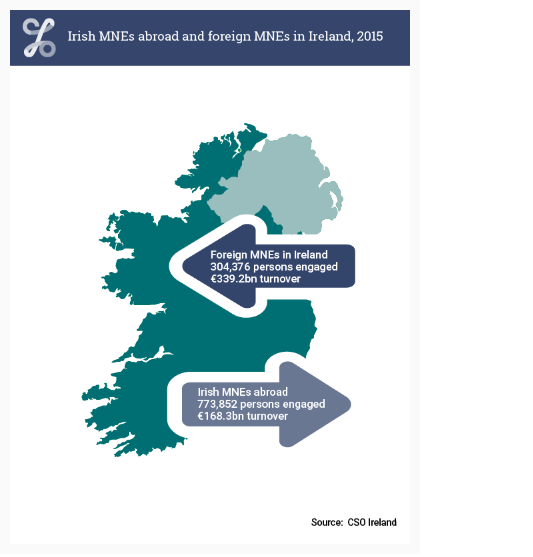 Irish MNEs abroad and foreign MNEs in Ireland, 2015
Foreign MNEs in Ireland
304,376 persons engaged
€339.2bn turnover
Irish MNEs abroad
773,852 persons engaged
€168.3bn turnover
Source: CSO Ireland